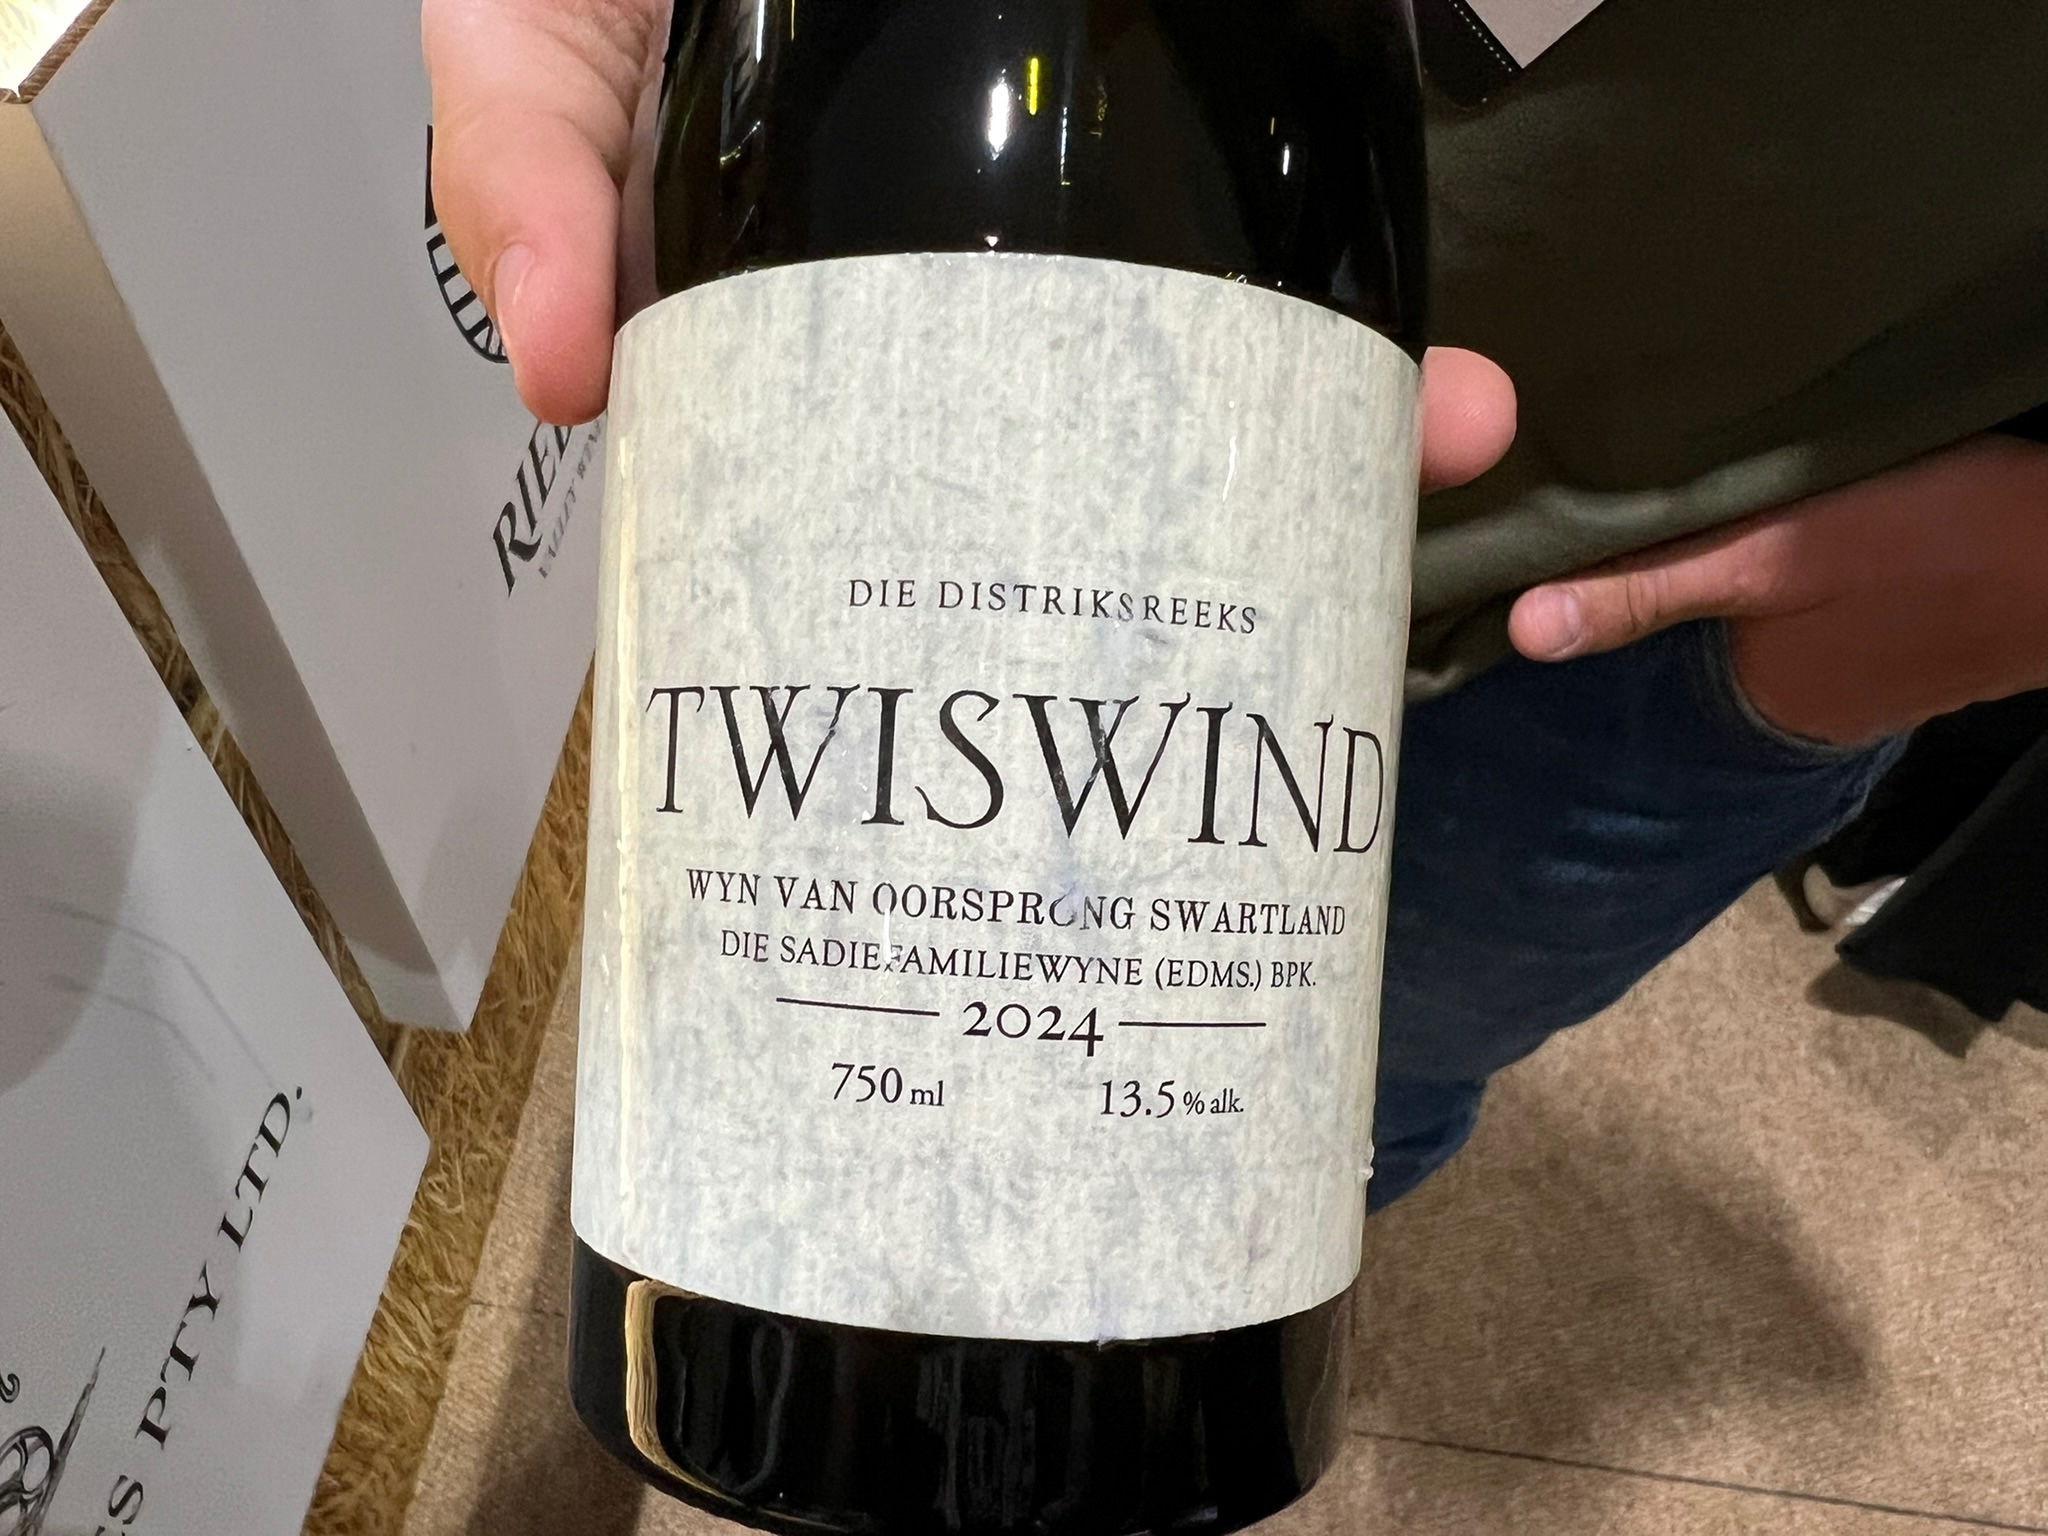 DIE DISTRIKSREEKS
TWISWIND
WYN VAN OORSPRONG SWARTLAND
DIE SADIEFAMILIEWYNE (EDMS.) BPK.
2024
750 ml 13.5 % alk.
PTY LTD.